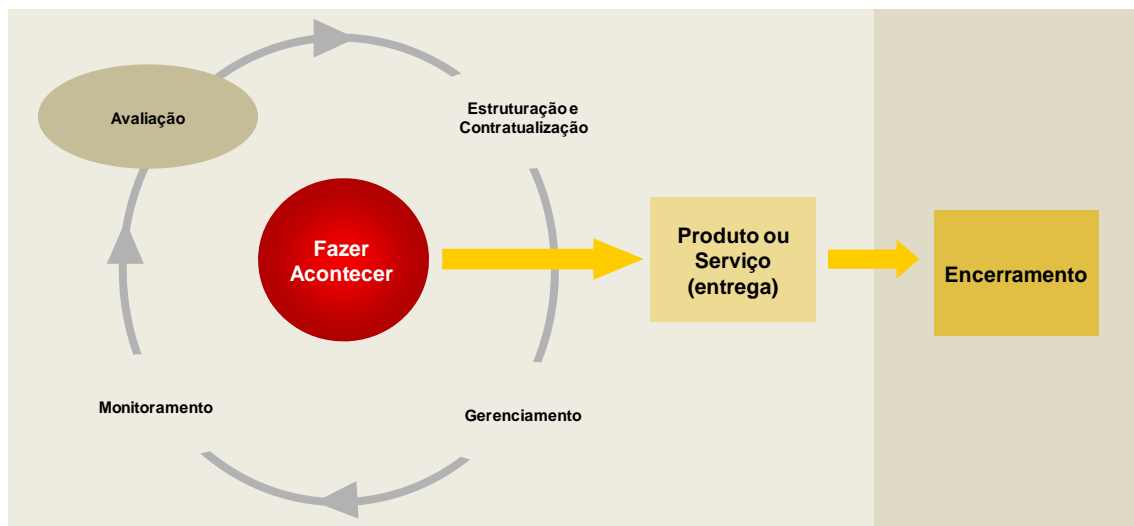 Avaliação
Estruturação e
Contratualização
Fazer
Acontecer
Produto ou
Serviço
(entrega)
Encerramento
Monitoramento
Gerenciamento